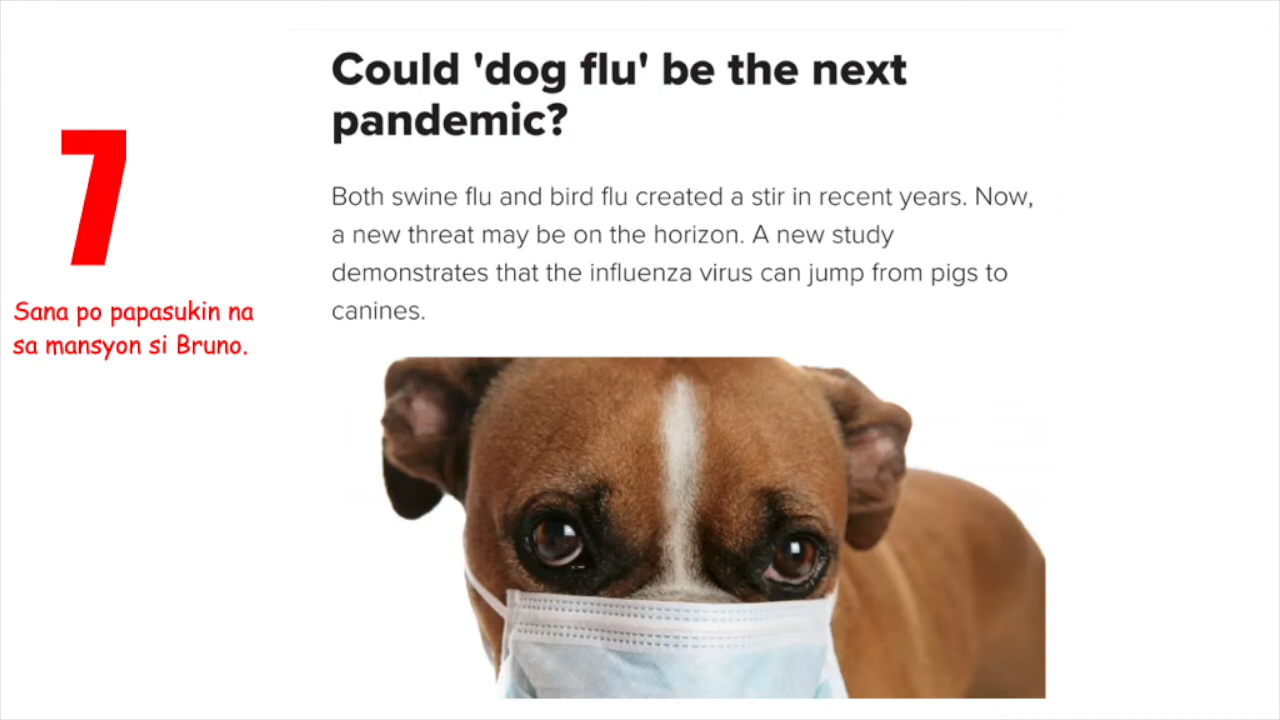 7
Sana po papasukin na
sa mansyon si Bruno.
Could 'dog flu' be the next
pandemic?
Both swine flu and bird flu created a stir in recent years. Now,
a new threat may be on the horizon. A new study
demonstrates that the influenza virus can jump from pigs to
canines.